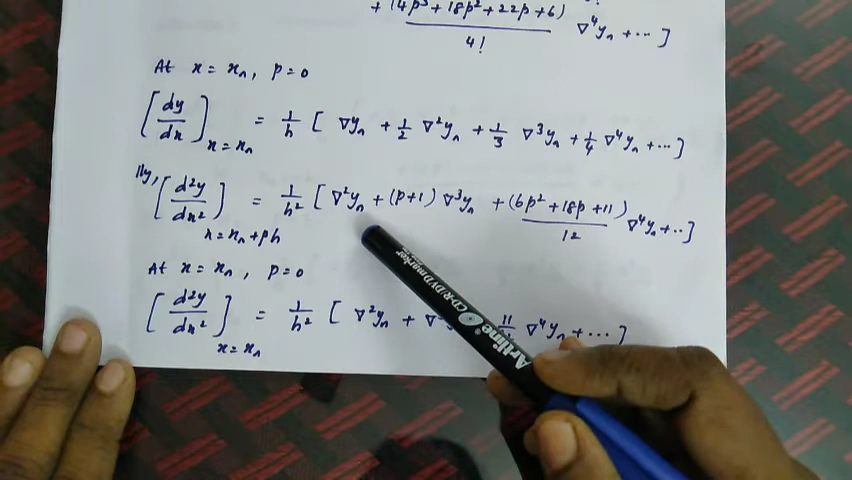 + (4p³ + 18p² + 22p + 6) / 4! ∇⁴yₙ + ... ]
At x = xₙ, p = 0
[dy/dx]ₓ₌ₓₙ = 1/h [ ∇yₙ + 1/2 ∇²yₙ + 1/3 ∇³yₙ + 1/4 ∇⁴yₙ + ... ]
lly, [d²y/dx²] x = xₙ + ph = 1/h² [ ∇²yₙ + (p+1) ∇³yₙ + (6p² + 18p + 11)/12 ∇⁴yₙ + .. ]
At x = xₙ, p = 0
[d²y/dx²] x = xₙ = 1/h² [ ∇²yₙ + ∇ 11 ∇⁴yₙ + ... ]
Artline CD-R/DVD marker